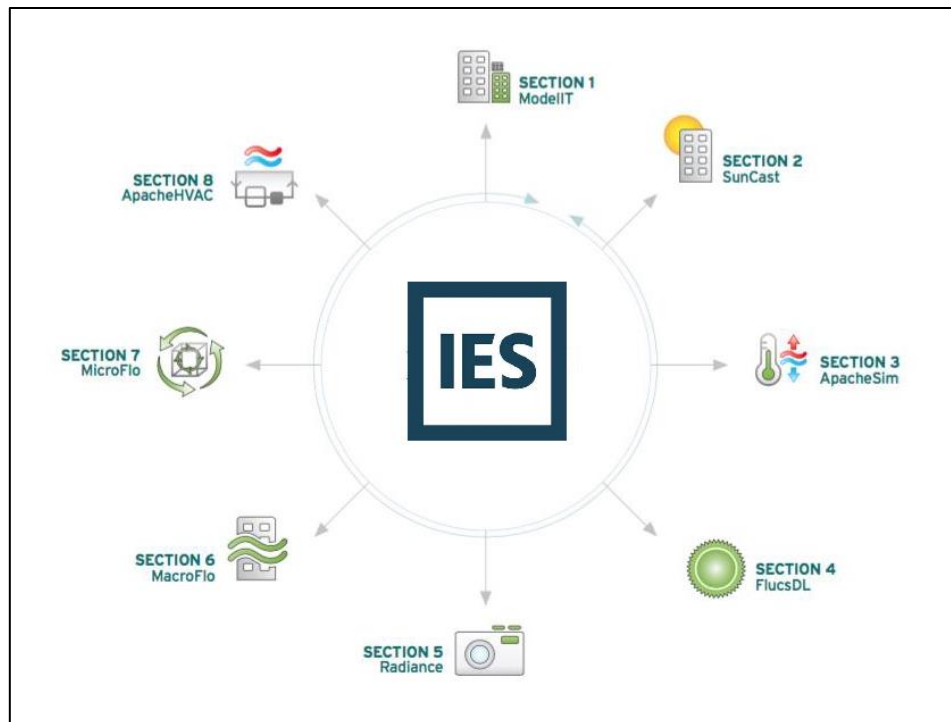 SECTION 1
ModelIT
SECTION 2
SunCast
SECTION 3
ApacheSim
SECTION 4
FlucsDL
SECTION 5
Radiance
SECTION 6
MacroFlo
SECTION 7
MicroFlo
SECTION 8
ApacheHVAC
IES